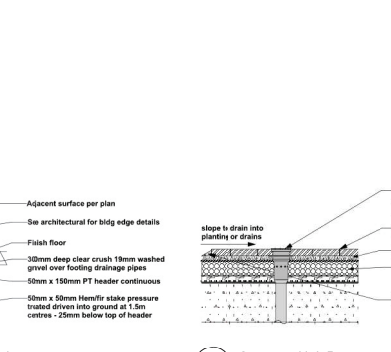 Adjacent surface per plan
See architectural for bldg edge details
Finish floor
300mm deep clear crush 19mm washed
gravel over footing drainage pipes
50mm x 150mm PT header continuous
50mm x 50mm Hem/fir stake pressure
treated driven into ground at 1.5m
centres - 25mm below top of header
slope to drain into
planting or drains